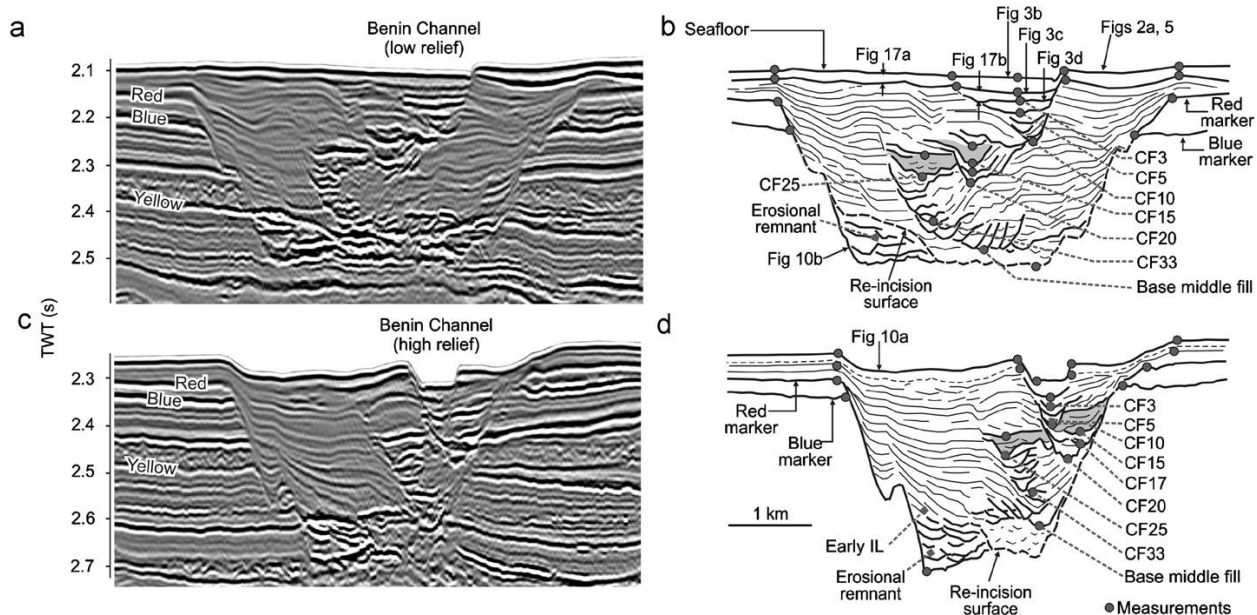 a
Benin Channel
(low relief)
2.1
Red
2.2
Blue
2.3
Yellow
2.4
2.5
b
Seafloor
Fig 17a
Fig 3b
Fig 3c
Fig 17b
Fig 3d
Figs 2a, 5
Red
marker
Blue
marker
CF3
CF5
CF10
CF15
CF20
CF33
CF25
Erosional
remnant
Fig 10b
Re-incision
surface
Base middle fill
TWT (s)
c
Benin Channel
(high relief)
2.3
Red
Blue
2.4
2.5
Yellow
2.6
2.7
d
Fig 10a
Red
marker
Blue
marker
CF3
CF5
CF10
CF15
CF17
CF20
CF25
CF33
1 km
Early IL
Erosional
remnant
Re-incision
surface
Base middle fill
Measurements